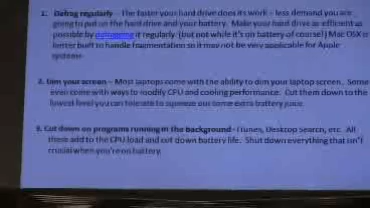 1. Defrag regularly – The faster your hard drive does its work – less demand you are
going to put on the hard drive and your battery. Make your hard drive as efficient as
possible by defragging it regularly. (but not while it's on battery of course!) Mac OSX is
better built to handle fragmentation so it may not be very applicable for Apple
systems.
2. Dim your screen – Most laptops come with the ability to dim your laptop screen. Some
even come with ways to modify CPU and cooling performance. Cut them down to the
lowest level you can tolerate to squeeze out some extra battery juice.
3. Cut down on programs running in the background - iTunes, Desktop Search, etc. All
these add to the CPU load and cut down battery life. Shut down everything that isn't
crucial when you're on battery.